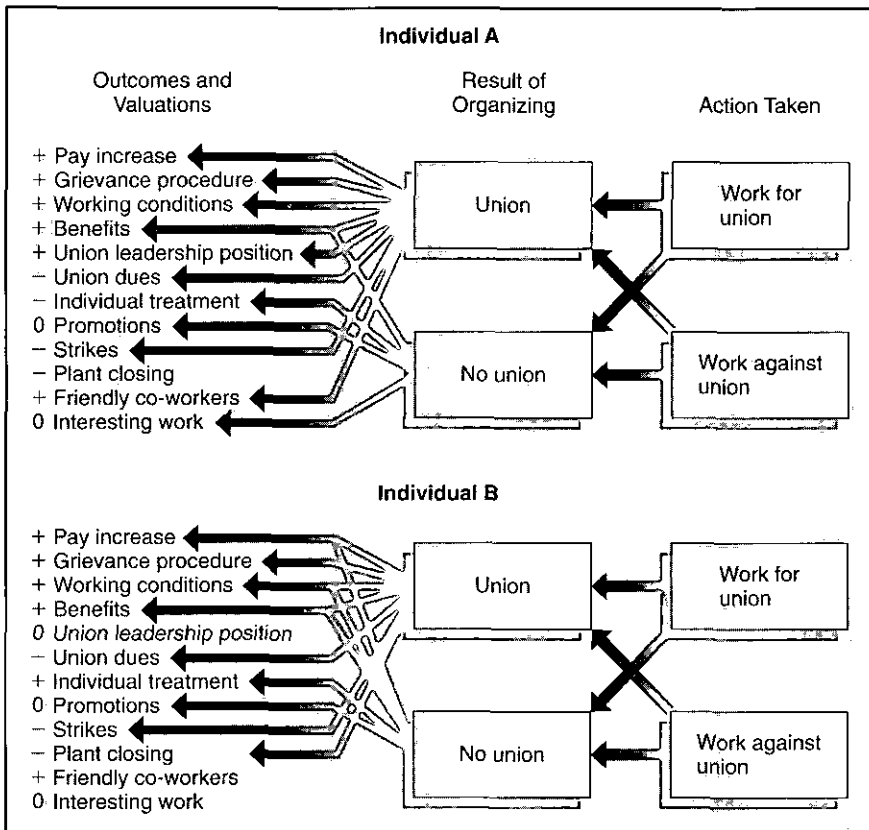 Individual A
Outcomes and
Valuations
Result of
Organizing
Action Taken
+ Pay increase
+ Grievance procedure
+ Working conditions
+ Benefits
+ Union leadership position
− Union dues
− Individual treatment
0 Promotions
− Strikes
− Plant closing
+ Friendly co-workers
0 Interesting work
Union
No union
Work for
union
Work against
union
Individual B
+ Pay increase
+ Grievance procedure
+ Working conditions
+ Benefits
0 Union leadership position
− Union dues
+ Individual treatment
0 Promotions
− Strikes
− Plant closing
+ Friendly co-workers
0 Interesting work
Union
No union
Work for
union
Work against
union